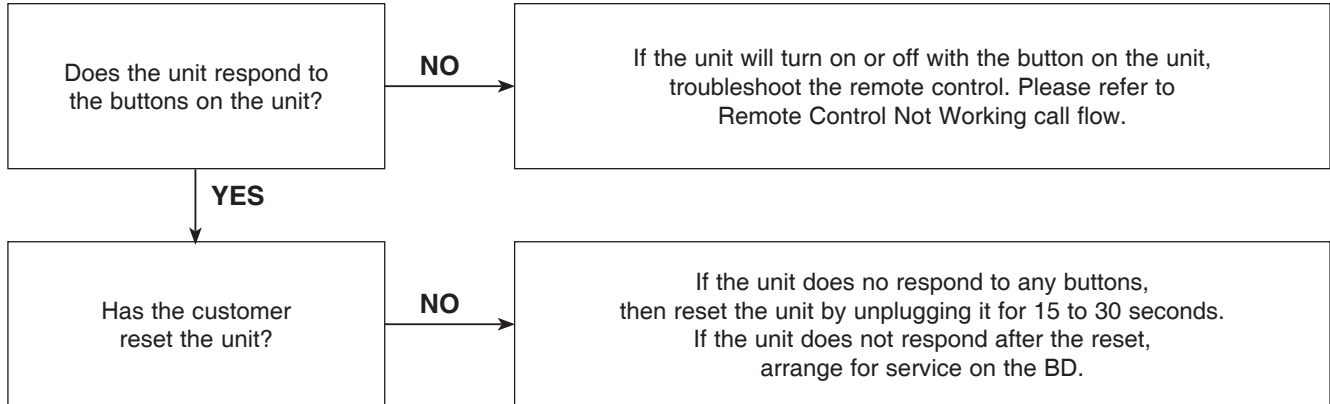 Does the unit respond to
the buttons on the unit?
NO
If the unit will turn on or off with the button on the unit,
troubleshoot the remote control. Please refer to
Remote Control Not Working call flow.
YES
Has the customer
reset the unit?
NO
If the unit does no respond to any buttons,
then reset the unit by unplugging it for 15 to 30 seconds.
If the unit does not respond after the reset,
arrange for service on the BD.